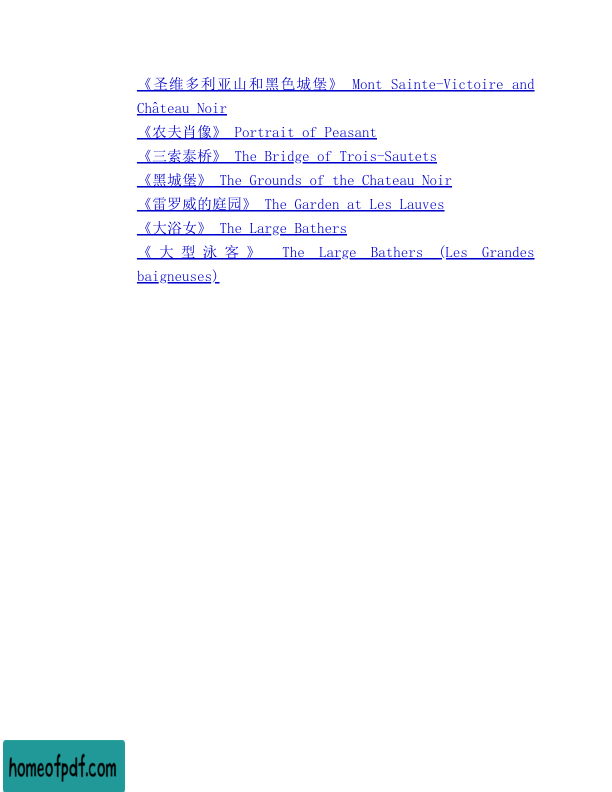 《圣维多利亚山和黑色城堡》 Mont Sainte-Victoire and
Château Noir
《农夫肖像》 Portrait of Peasant
《三索泰桥》 The Bridge of Trois-Sautets
《黑城堡》 The Grounds of the Chateau Noir
《雷罗威的庭园》 The Garden at Les Lauves
《大浴女》 The Large Bathers
《大型泳客》 The Large Bathers (Les Grandes
baigneuses)
homeofpdf.com